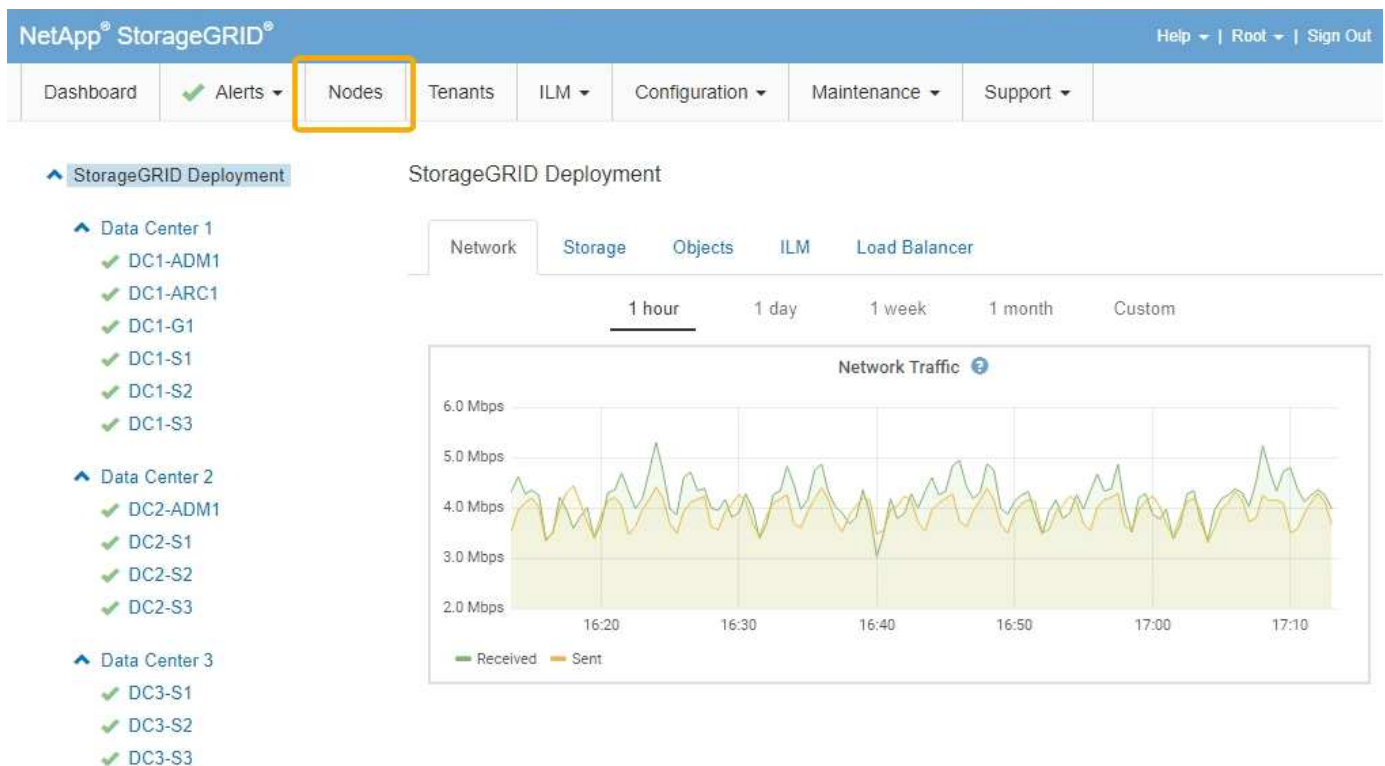 NetApp® StorageGRID®
Help | Root | Sign Out
Dashboard Alerts Nodes Tenants ILM Configuration Maintenance Support
StorageGRID Deployment
Data Center 1
DC1-ADM1
DC1-ARC1
DC1-G1
DC1-S1
DC1-S2
DC1-S3
Data Center 2
DC2-ADM1
DC2-S1
DC2-S2
DC2-S3
Data Center 3
DC3-S1
DC3-S2
DC3-S3
StorageGRID Deployment
Network Storage Objects ILM Load Balancer
1 hour 1 day 1 week 1 month Custom
Network Traffic ?
6.0 Mbps
5.0 Mbps
4.0 Mbps
3.0 Mbps
2.0 Mbps
16:20 16:30 16:40 16:50 17:00 17:10
Received Sent